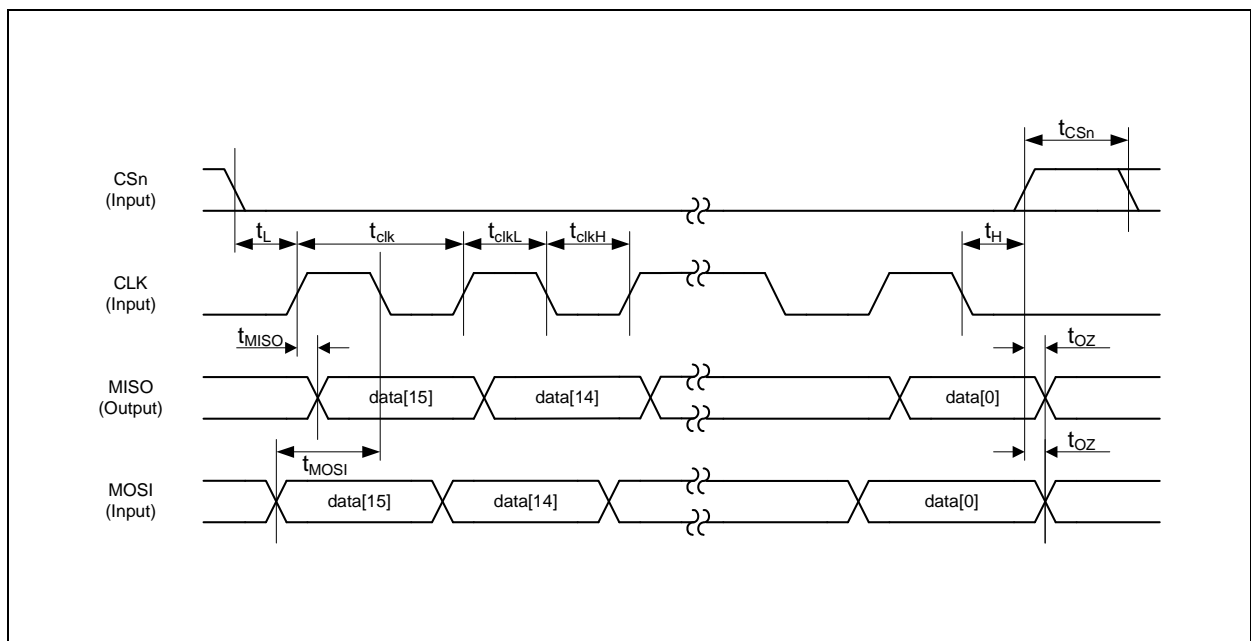 tCSn
CSn
(Input)
tL
tclk
tclkL
tclkH
tH
CLK
(Input)
tMISO
tOZ
MISO
(Output)
data[15]
data[14]
data[0]
tMOSI
tOZ
MOSI
(Input)
data[15]
data[14]
data[0]